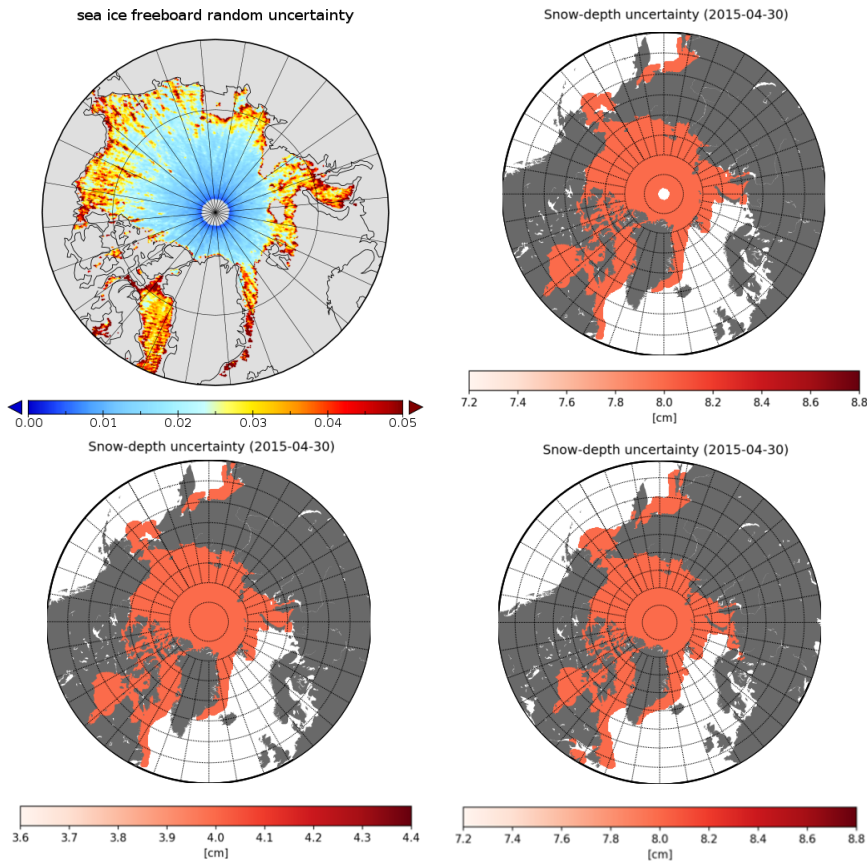 sea ice freeboard random uncertainty
0.00 0.01 0.02 0.03 0.04 0.05
Snow-depth uncertainty (2015-04-30)
7.2 7.4 7.6 7.8 8.0 8.2 8.4 8.6 8.8
[cm]
Snow-depth uncertainty (2015-04-30)
3.6 3.7 3.8 3.9 4.0 4.1 4.2 4.3 4.4
[cm]
Snow-depth uncertainty (2015-04-30)
7.2 7.4 7.6 7.8 8.0 8.2 8.4 8.6 8.8
[cm]